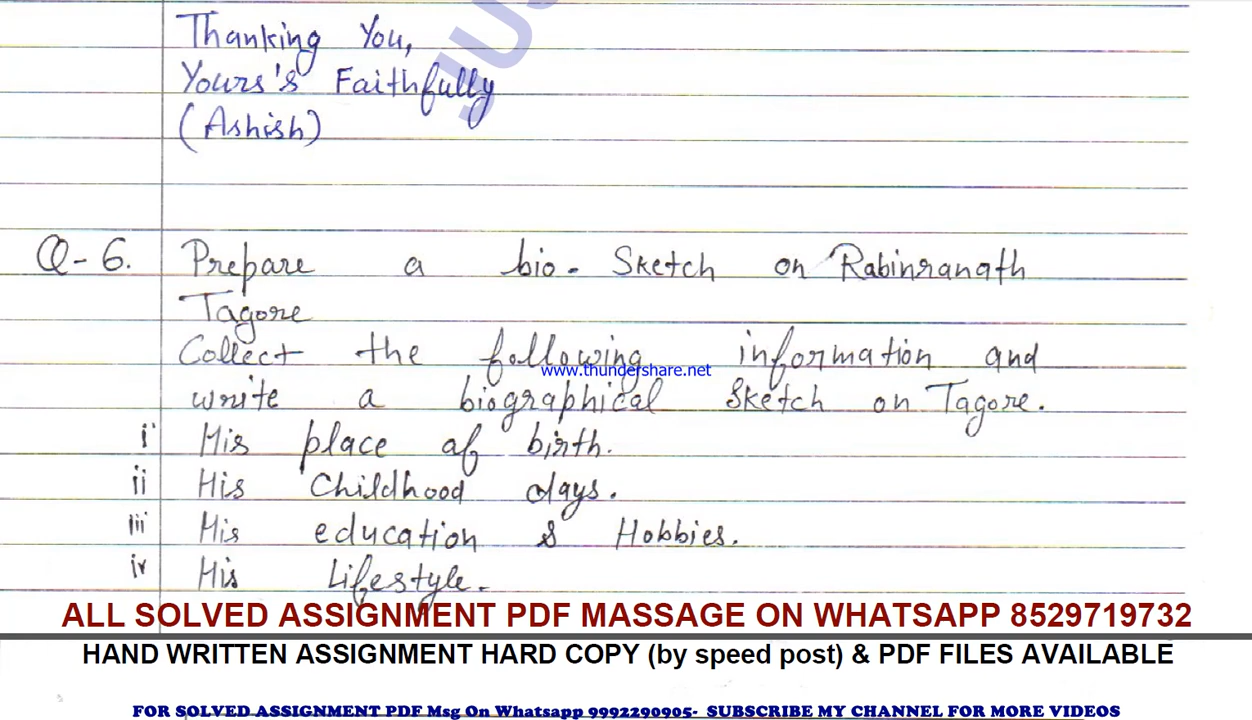 JUS
Thanking You,
Yours's Faithfully
(Ashish)
Q-6. Prepare a bio-Sketch on Rabinranath
Tagore
Collect the following information and
www.thundershare.net
write a biographical Sketch on Tagore.
i His place of birth.
ii His Childhood days.
iii His education & Hobbies.
iv His Lifestyle.
ALL SOLVED ASSIGNMENT PDF MASSAGE ON WHATSAPP 8529719732
HAND WRITTEN ASSIGNMENT HARD COPY (by speed post) & PDF FILES AVAILABLE
FOR SOLVED ASSIGNMENT PDF Msg On Whatsapp 9992290905- SUBSCRIBE MY CHANNEL FOR MORE VIDEOS